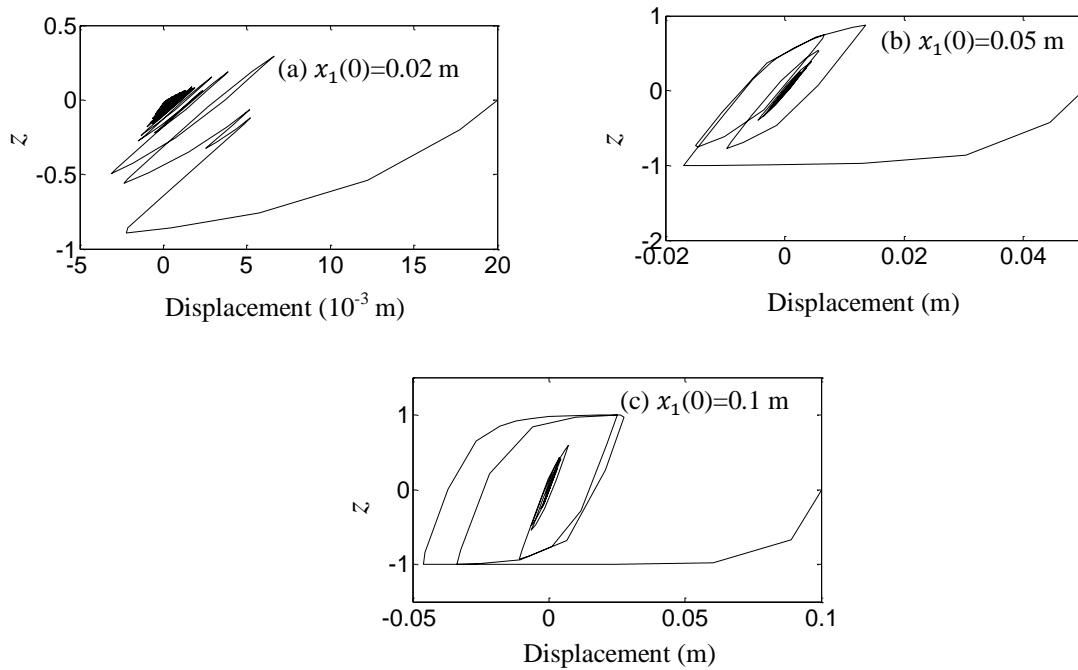 0.5
(a) x₁(0)=0.02 m
0
z
-0.5
-1
-5 0 5 10 15 20
Displacement (10⁻³ m)
1
(b) x₁(0)=0.05 m
0
z
-1
-2
-0.02 0 0.02 0.04
Displacement (m)
(c) x₁(0)=0.1 m
1
z
0
-1
-0.05 0 0.05 0.1
Displacement (m)